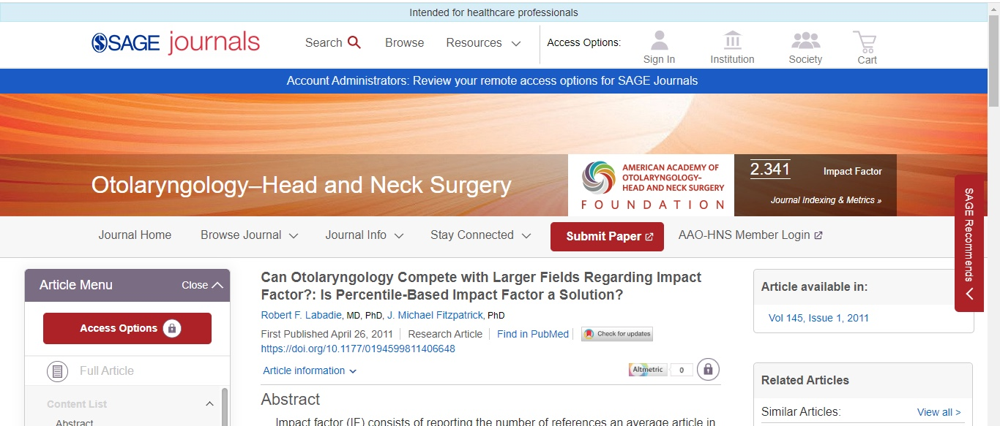 Intended for healthcare professionals
SAGE journals
Search
Browse
Resources
Access Options:
Sign In
Institution
Society
Cart
Account Administrators: Review your remote access options for SAGE Journals
Otolaryngology–Head and Neck Surgery
AMERICAN ACADEMY OF
OTOLARYNGOLOGY–
HEAD AND NECK SURGERY
FOUNDATION
2.341
Impact Factor
Journal Indexing & Metrics »
SAGE Recommends
Journal Home
Browse Journal
Journal Info
Stay Connected
Submit Paper
AAO-HNS Member Login
Article Menu
Close
Access Options
Full Article
Content List
Abstract
Can Otolaryngology Compete with Larger Fields Regarding Impact
Factor?: Is Percentile-Based Impact Factor a Solution?
Robert F. Labadie, MD, PhD, J. Michael Fitzpatrick, PhD
First Published April 26, 2011
Research Article
Find in PubMed
Check for updates
https://doi.org/10.1177/0194599811406648
Article information
Altmetric
0
Abstract
Impact factor (IF) consists of reporting the number of references an average article in
Article available in:
Vol 145, Issue 1, 2011
Related Articles
Similar Articles:
View all >